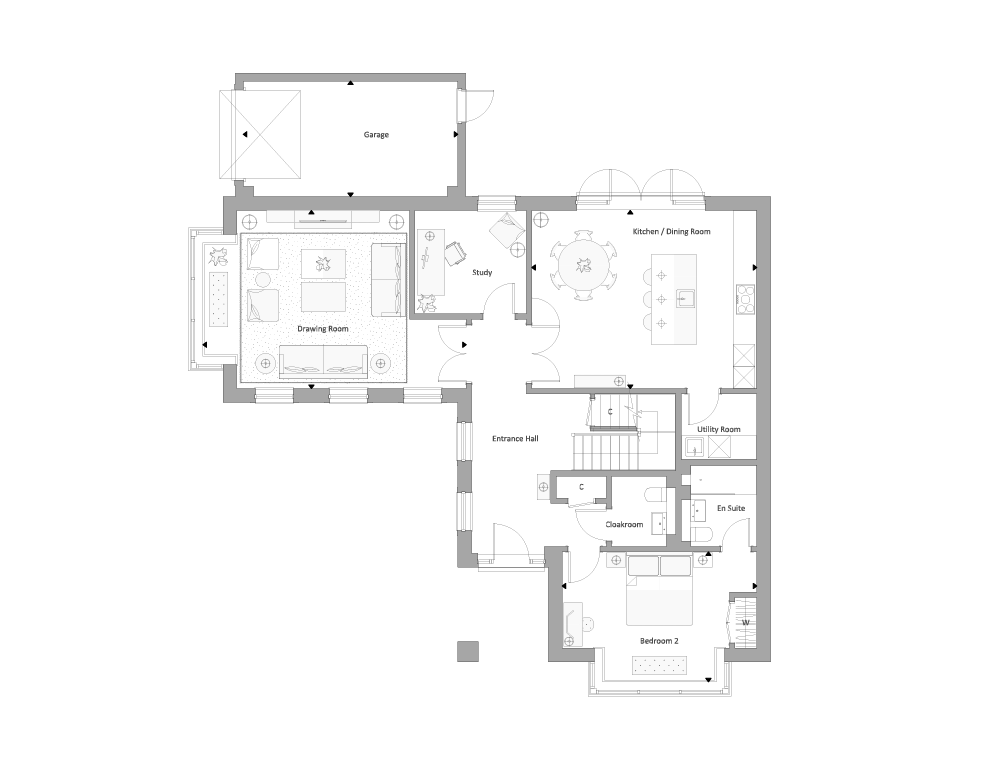 Garage
Kitchen / Dining Room
Study
Drawing Room
C
Utility Room
Entrance Hall
C
En Suite
Cloakroom
W
Bedroom 2